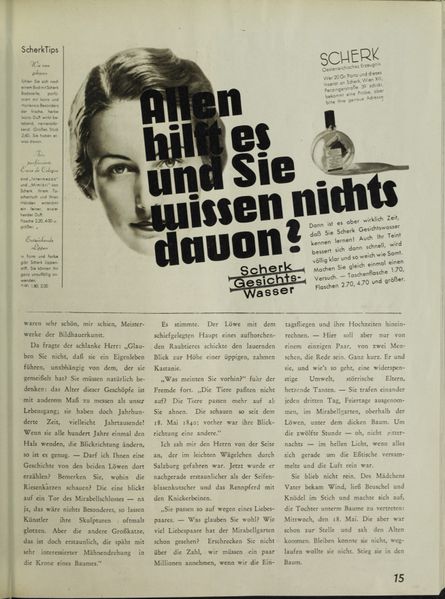 ScherkTips
SCHERK
Oesterreichisches Erzeugnis
Allen
hilft es
und Sie
wissen nichts
davon?
Dann ist es aber wirklich Zeit,
daß Sie Scherk Gesichtswasser
kennen lernen! Auch Ihr Teint
bessert sich dann schnell, wird
völlig klar und so weich wie Samt.
Machen Sie gleich einmal einen
Versuch. — Taschenflasche 1.70,
Flaschen 2.70, 4.70 und größer.
Scherk
Gesichts-
Wasser
waren sehr schön, mir schien, Meister-
werke der Bildhauerkunst.
Da fragte der schlanke Herr: „Glau-
ben Sie nicht, daß sie ein Eigenleben
führen, unabhängig von dem, der sie
gemeißelt hat? Sie müssen natürlich be-
denken: das Alter dieser Geschöpfe ist
mit anderem Maß zu messen als unser
Lebensgang; sie haben doch Jahrhun-
derte Zeit, vielleicht Jahrtausende!
Wenn sie alle hundert Jahre einmal den
Hals wenden, die Blickrichtung ändern,
so ist es genug. — Darf ich Ihnen eine
Geschichte von den beiden Löwen dort
erzählen? Bemerken Sie, wohin die
Riesenkatzen schauen? Die eine blickt
auf ein Tor des Mirabellschlosses — na
ja, das wäre nichts Besonderes, so lassen
Künstler ihre Skulpturen oftmals
glotzen. Aber die andere Großkatze,
das ist doch erstaunlich, die späht mit
sehr interessierter Mähnendrehung in
die Krone eines Baumes."
Es stimmte. Der Löwe mit dem
schiefgelegten Haupt eines aufhorchen-
den Raubtieres schickte den lauernden
Blick zur Höhe einer üppigen, nahen
Kastanie.
„Was meinten Sie vorhin?" fuhr der
Fremde fort. „Die Tiere paßten nicht
auf? Die Tiere passen mehr auf als
Sie ahnen. Die schauen so seit dem
18. Mai 1840; vorher war ihre Blick-
richtung eine andere."
Ich sah mir den Herrn von der Seite
an, der im leichten Wägelchen durch
Salzburg gefahren war. Jetzt wurde er
nachgerade erstaunlicher als der Seifen-
blasenkutscher und das Rennpferd mit
den Knickerbeinen.
„Sie passen so auf wegen eines Liebes-
paares. — Was glauben Sie wohl? Wie
viel Liebespaare hat der Mirabellgarten
schon gesehen? Erschrecken Sie nicht
über die Zahl, wir müssen ein paar
Millionen annehmen, wenn wir die Ein-
tagsfliegen und ihre Hochzeiten hinein-
rechnen. — Hier soll aber nur von
einem einzigen Paar, von zwei Men-
schen, die Rede sein. Ganz kurz. Er und
sie, und wie's so geht, eine widerspen-
stige Umwelt, störrische Eltern,
hetzende Tanten. — Sie trafen einander
jeden dritten Tag, Feiertage ausgenom-
men, im Mirabellgarten, oberhalb der
Löwen, unter dem dicken Baum. Um
die zwölfte Stunde — oh, nicht mitter-
nachts — im hellen Licht, wenn alles
sich gerade um die Eßtische versam-
melte und die Luft rein war.
Sie blieb nicht rein. Des Mädchens
Vater bekam Wind, ließ Beuschel und
Knödel im Stich und machte sich auf,
die Tochter unterm Baume zu vertreten:
Mittwoch, den 18. Mai. Die aber war
schon zur Stelle und sah den Alten
kommen. Bleiben konnte sie nicht, weg-
laufen wollte sie nicht. Stieg sie in den
Baum.
15